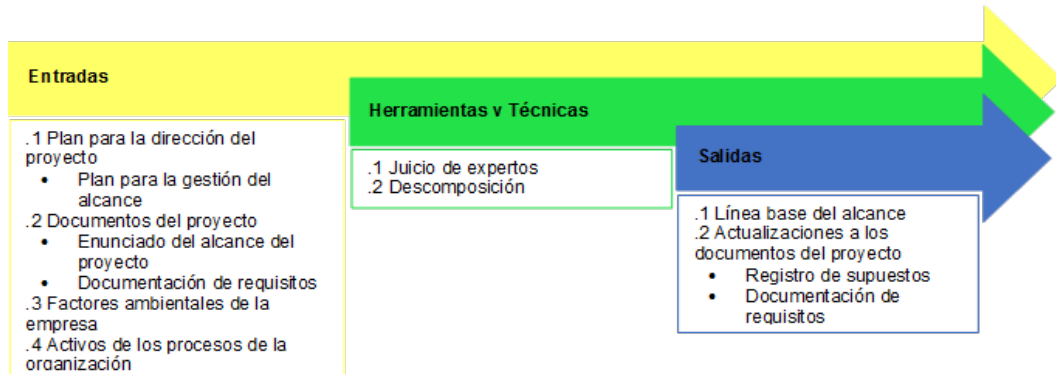 Entradas
.1 Plan para la dirección del
proyecto
• Plan para la gestión del
alcance
.2 Documentos del proyecto
• Enunciado del alcance del
proyecto
• Documentación de requisitos
.3 Factores ambientales de la
empresa
.4 Activos de los procesos de la
organización
Herramientas y Técnicas
.1 Juicio de expertos
.2 Descomposición
Salidas
.1 Línea base del alcance
.2 Actualizaciones a los
documentos del proyecto
• Registro de supuestos
• Documentación de
requisitos